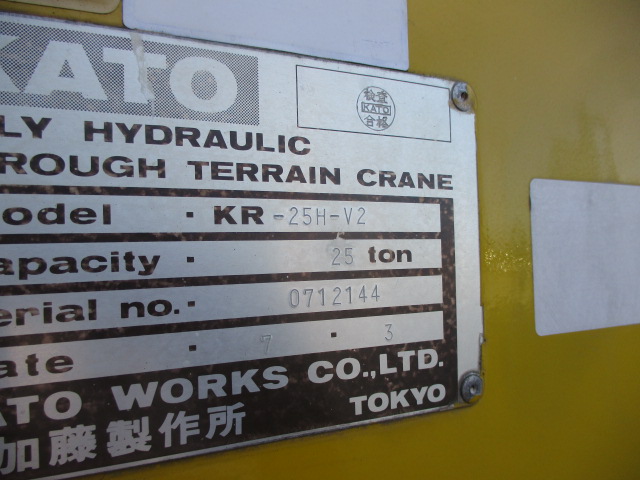 KATO
検査
KATO
合格
LY HYDRAULIC
ROUGH TERRAIN CRANE
odel · KR-25H-V2
apacity · 25 ton
erial no. · 0712144
ate · 7 · 3
ATO WORKS CO.,LTD.
TOKYO
加藤製作所